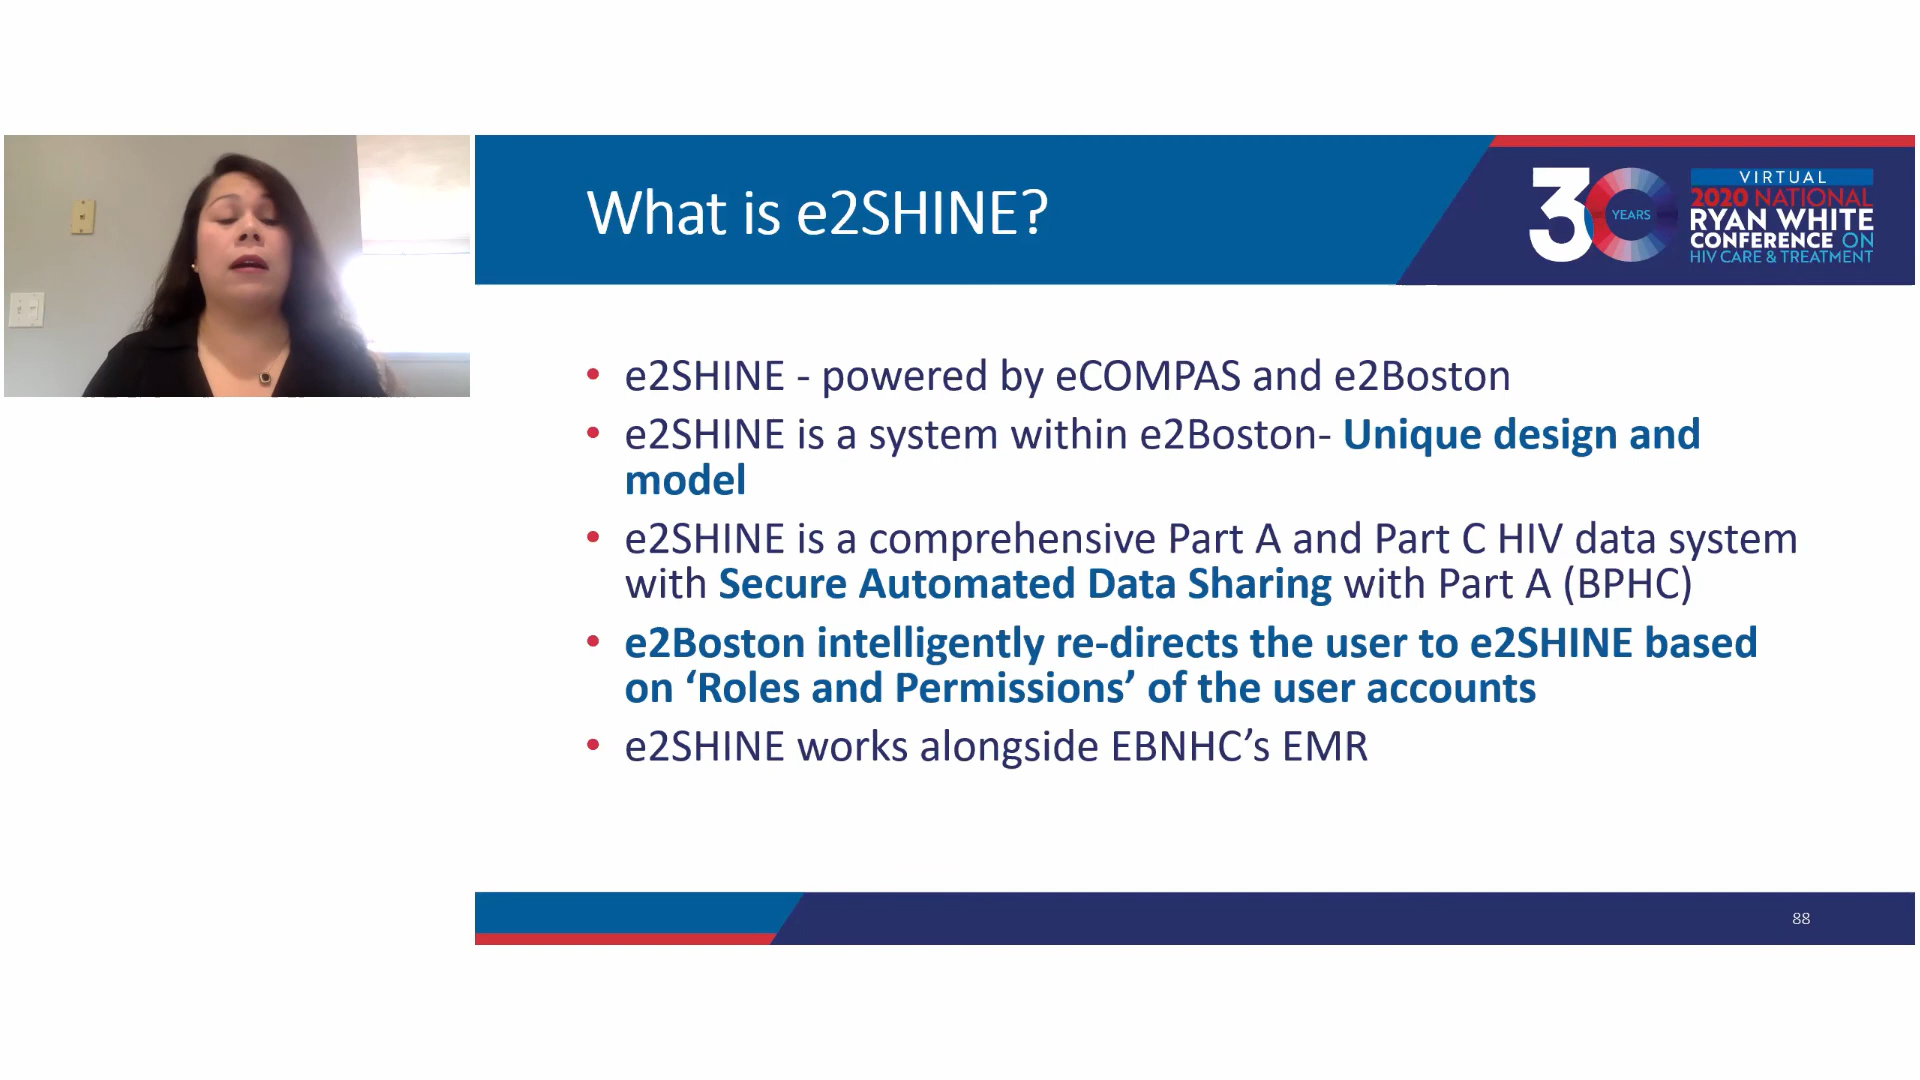 What is e2SHINE?
30
YEARS
VIRTUAL
2020 NATIONAL
RYAN WHITE
CONFERENCE ON
HIV CARE & TREATMENT
• e2SHINE - powered by eCOMPAS and e2Boston
• e2SHINE is a system within e2Boston- Unique design and
model
• e2SHINE is a comprehensive Part A and Part C HIV data system
with Secure Automated Data Sharing with Part A (BPHC)
• e2Boston intelligently re-directs the user to e2SHINE based
on ‘Roles and Permissions’ of the user accounts
• e2SHINE works alongside EBNHC’s EMR
88